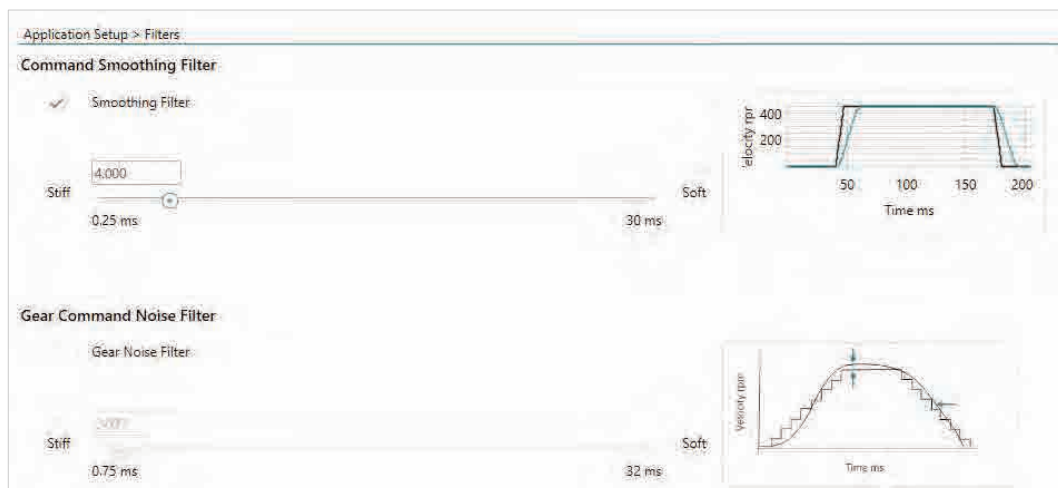 Application Setup > Filters
Command Smoothing Filter
Smoothing Filter
4.000
Stiff
Soft
0.25 ms
30 ms
elocity rpr
400
200
50 100 150 200
Time ms
Gear Command Noise Filter
Gear Noise Filter
Stiff
Soft
0.75 ms
32 ms
Velocity rpm
Time ms